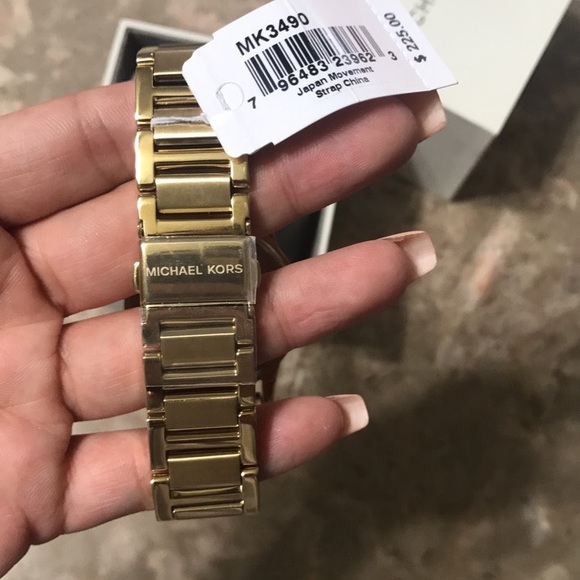 MK3490
7 96483 23962 3
Japan Movement
Strap China
$ 225.00
MICHAEL KORS